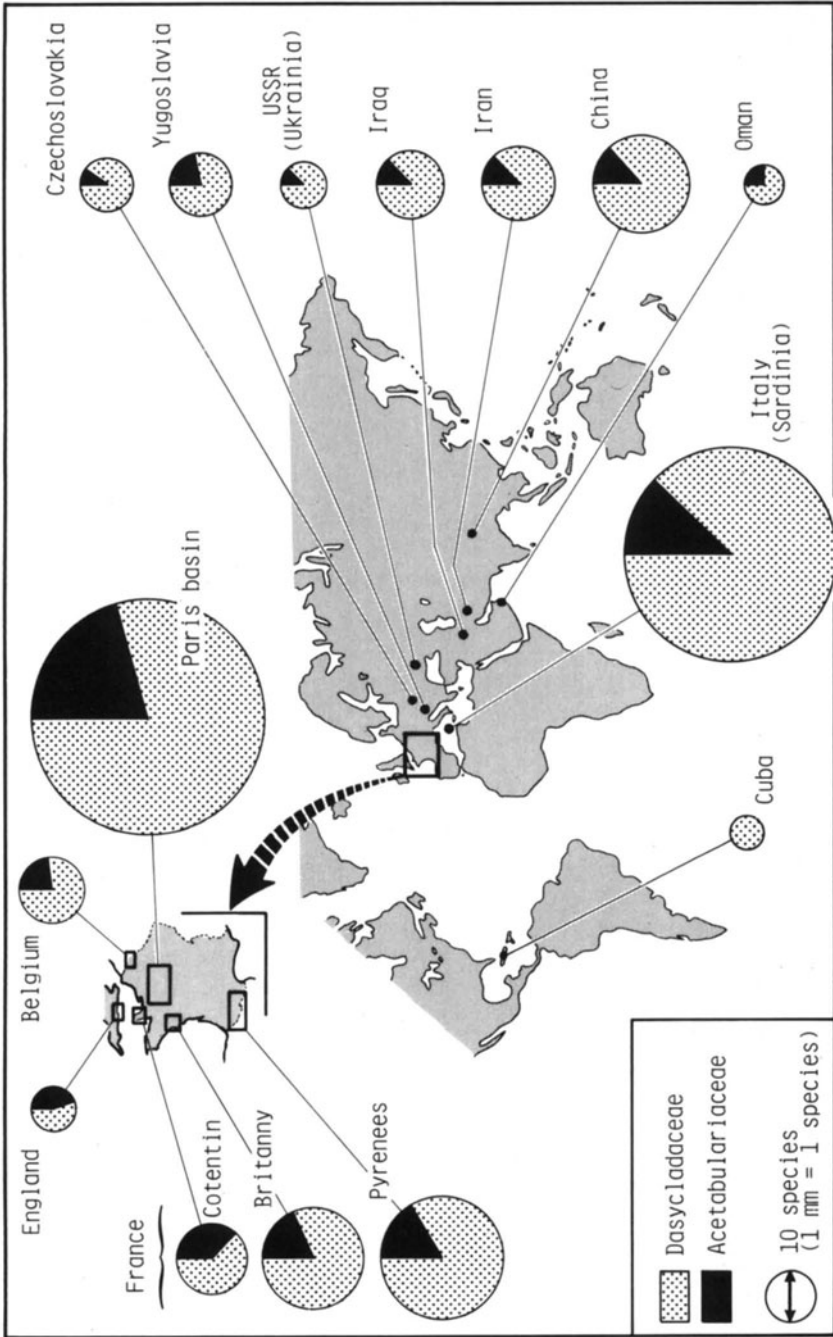 England
Belgium
Paris basin
France
Cotentin
Britanny
Pyrenees
Czechoslovakia
Yugoslavia
USSR
(Ukrainia)
Iraq
Iran
China
Oman
Italy
(Sardinia)
Cuba
Dasycladaceae
Acetabulariaceae
10 species
(1 mm = 1 species)